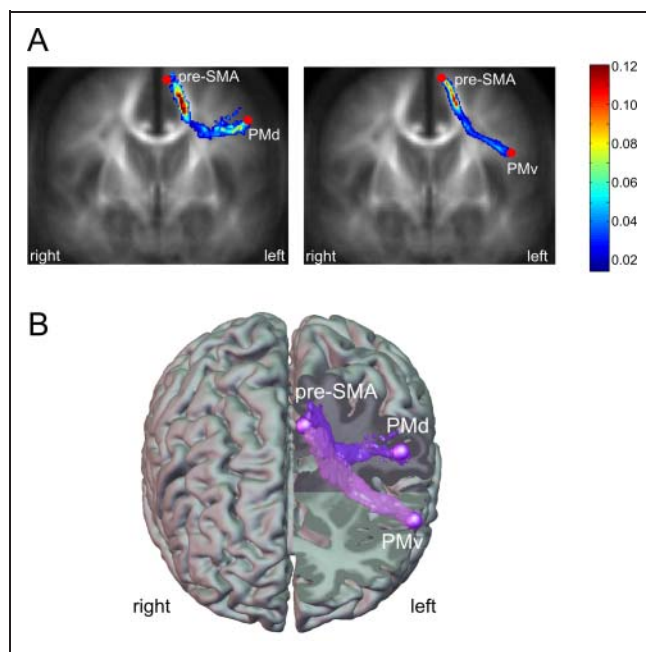 A
pre-SMA
PMd
right
left
pre-SMA
PMv
right
left
0.12
0.10
0.08
0.06
0.04
0.02
B
pre-SMA
PMd
PMv
right
left